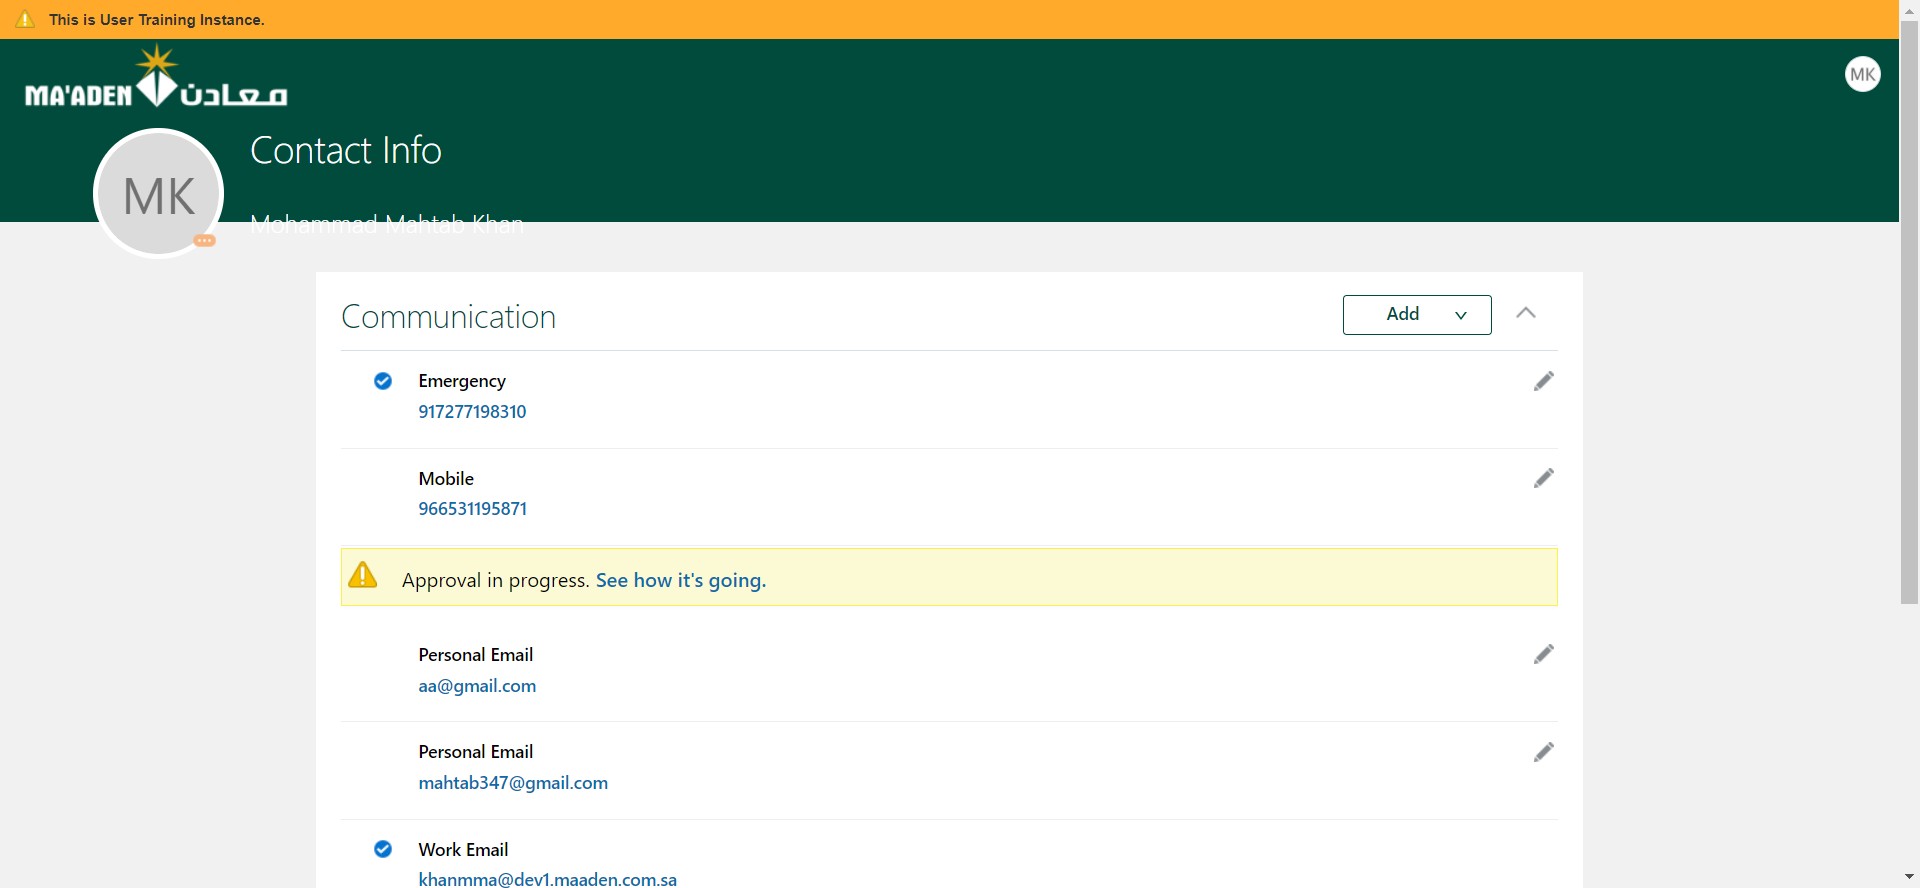 This is User Training Instance.
MA'ADEN معادن
MK
MK
Contact Info
Mohammad Mahtab Khan
Communication
Add
Emergency
917277198310
Mobile
966531195871
Approval in progress. See how it's going.
Personal Email
aa@gmail.com
Personal Email
mahtab347@gmail.com
Work Email
khanmma@dev1.maaden.com.sa